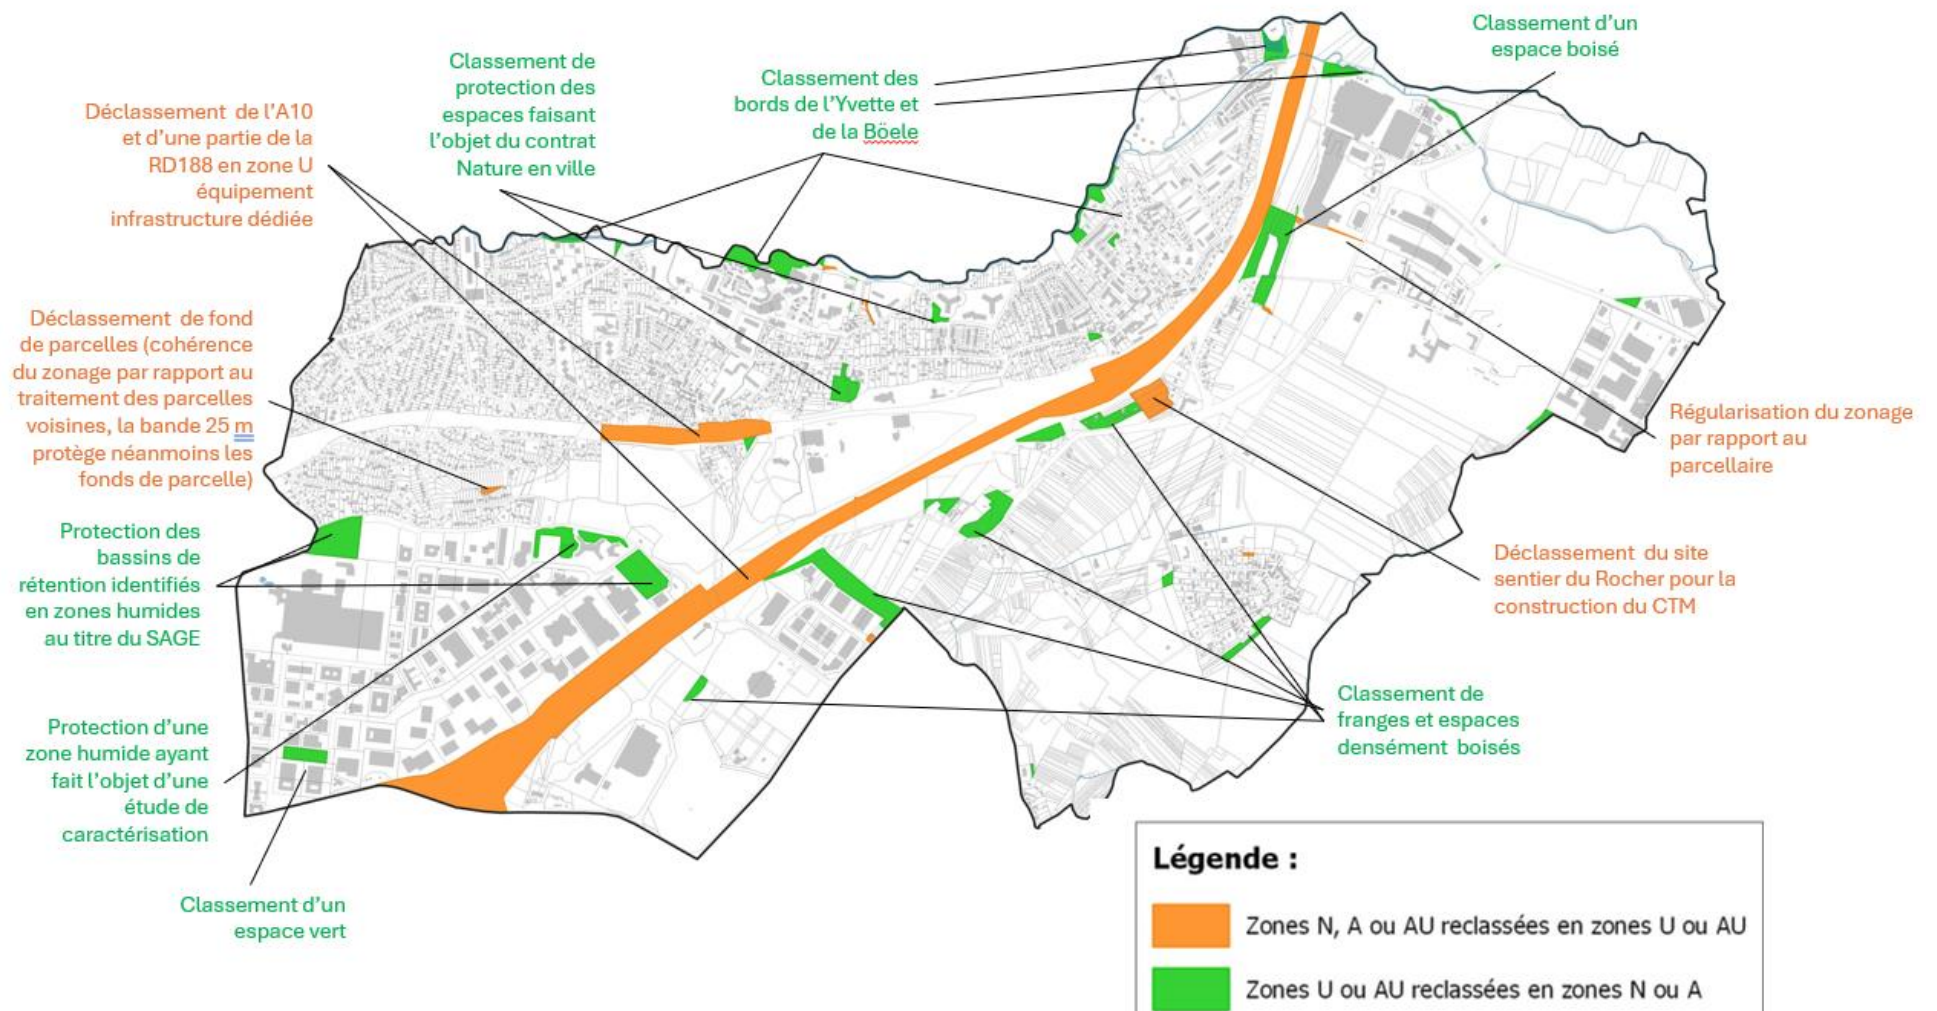 Classement d’un
espace boisé
Classement de
protection des
espaces faisant
l’objet du contrat
Nature en ville
Classement des
bords de l’Yvette et
de la Böele
Déclassement de l’A10
et d’une partie de la
RD188 en zone U
équipement
infrastructure dédiée
Déclassement de fond
de parcelles (cohérence
du zonage par rapport au
traitement des parcelles
voisines, la bande 25 m
protège néanmoins les
fonds de parcelle)
Régularisation du zonage
par rapport au
parcellaire
Protection des
bassins de
rétention identifiés
en zones humides
au titre du SAGE
Déclassement du site
sentier du Rocher pour la
construction du CTM
Classement de
franges et espaces
densément boisés
Protection d’une
zone humide ayant
fait l’objet d’une
étude de
caractérisation
Classement d’un
espace vert
Légende :
Zones N, A ou AU reclassées en zones U ou AU
Zones U ou AU reclassées en zones N ou A